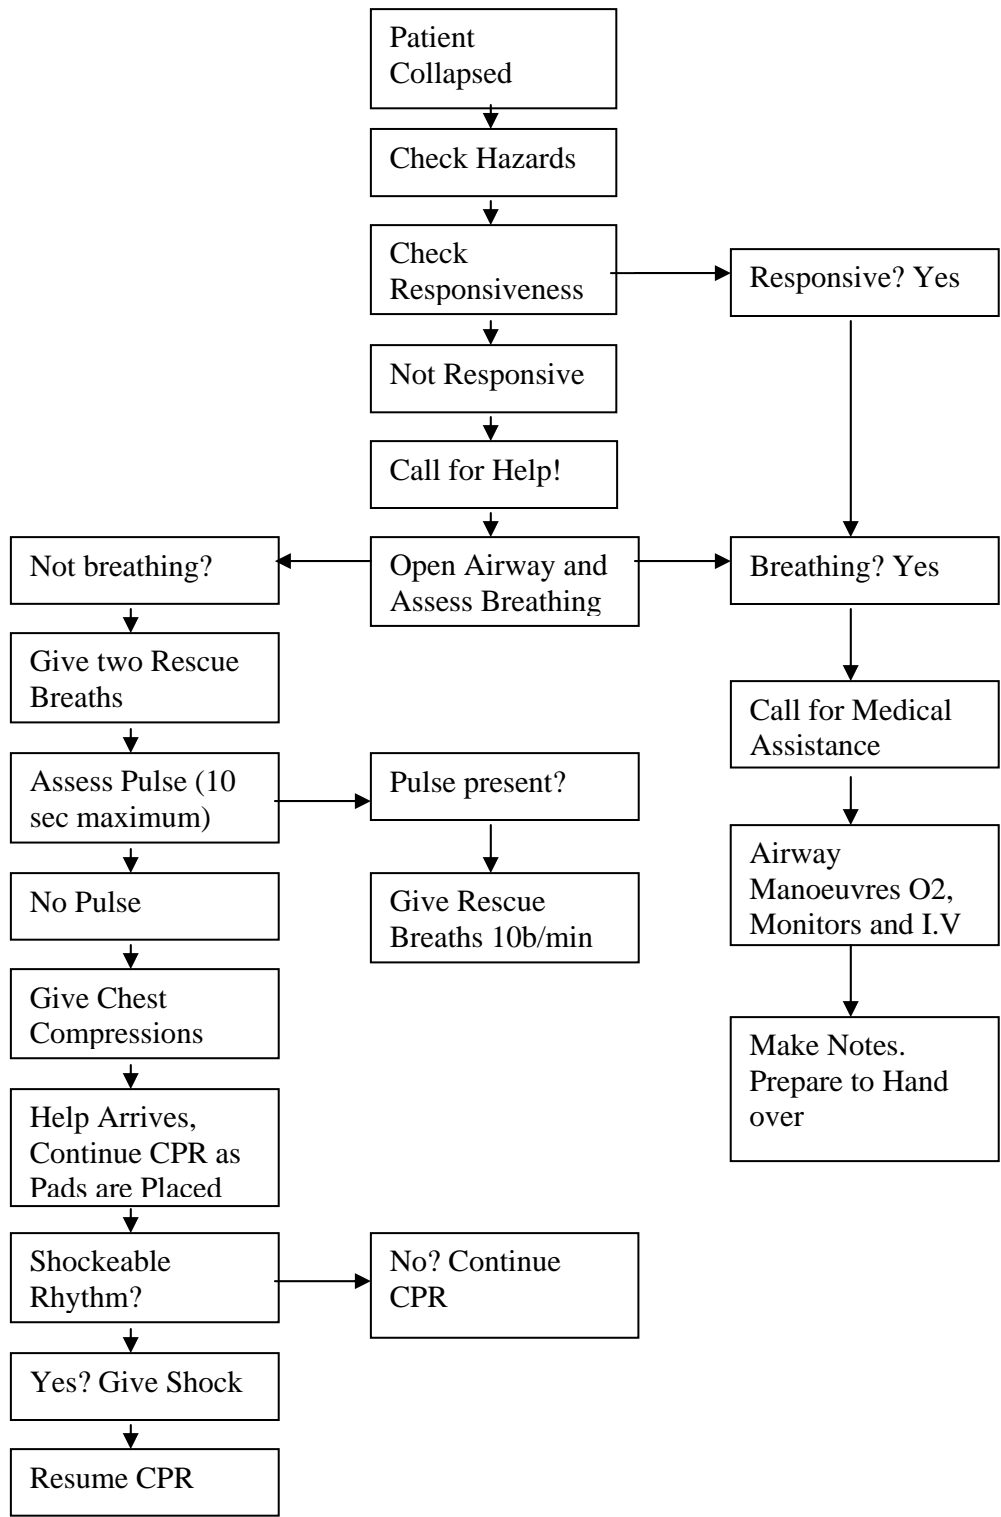 Patient
Collapsed
Check Hazards
Check
Responsiveness
Responsive? Yes
Not Responsive
Call for Help!
Not breathing?
Open Airway and
Assess Breathing
Breathing? Yes
Give two Rescue
Breaths
Call for Medical
Assistance
Assess Pulse (10
sec maximum)
Pulse present?
Airway
Manoeuvres O2,
Monitors and I.V
No Pulse
Give Rescue
Breaths 10b/min
Give Chest
Compressions
Make Notes.
Prepare to Hand
over
Help Arrives,
Continue CPR as
Pads are Placed
Shockeable
Rhythm?
No? Continue
CPR
Yes? Give Shock
Resume CPR